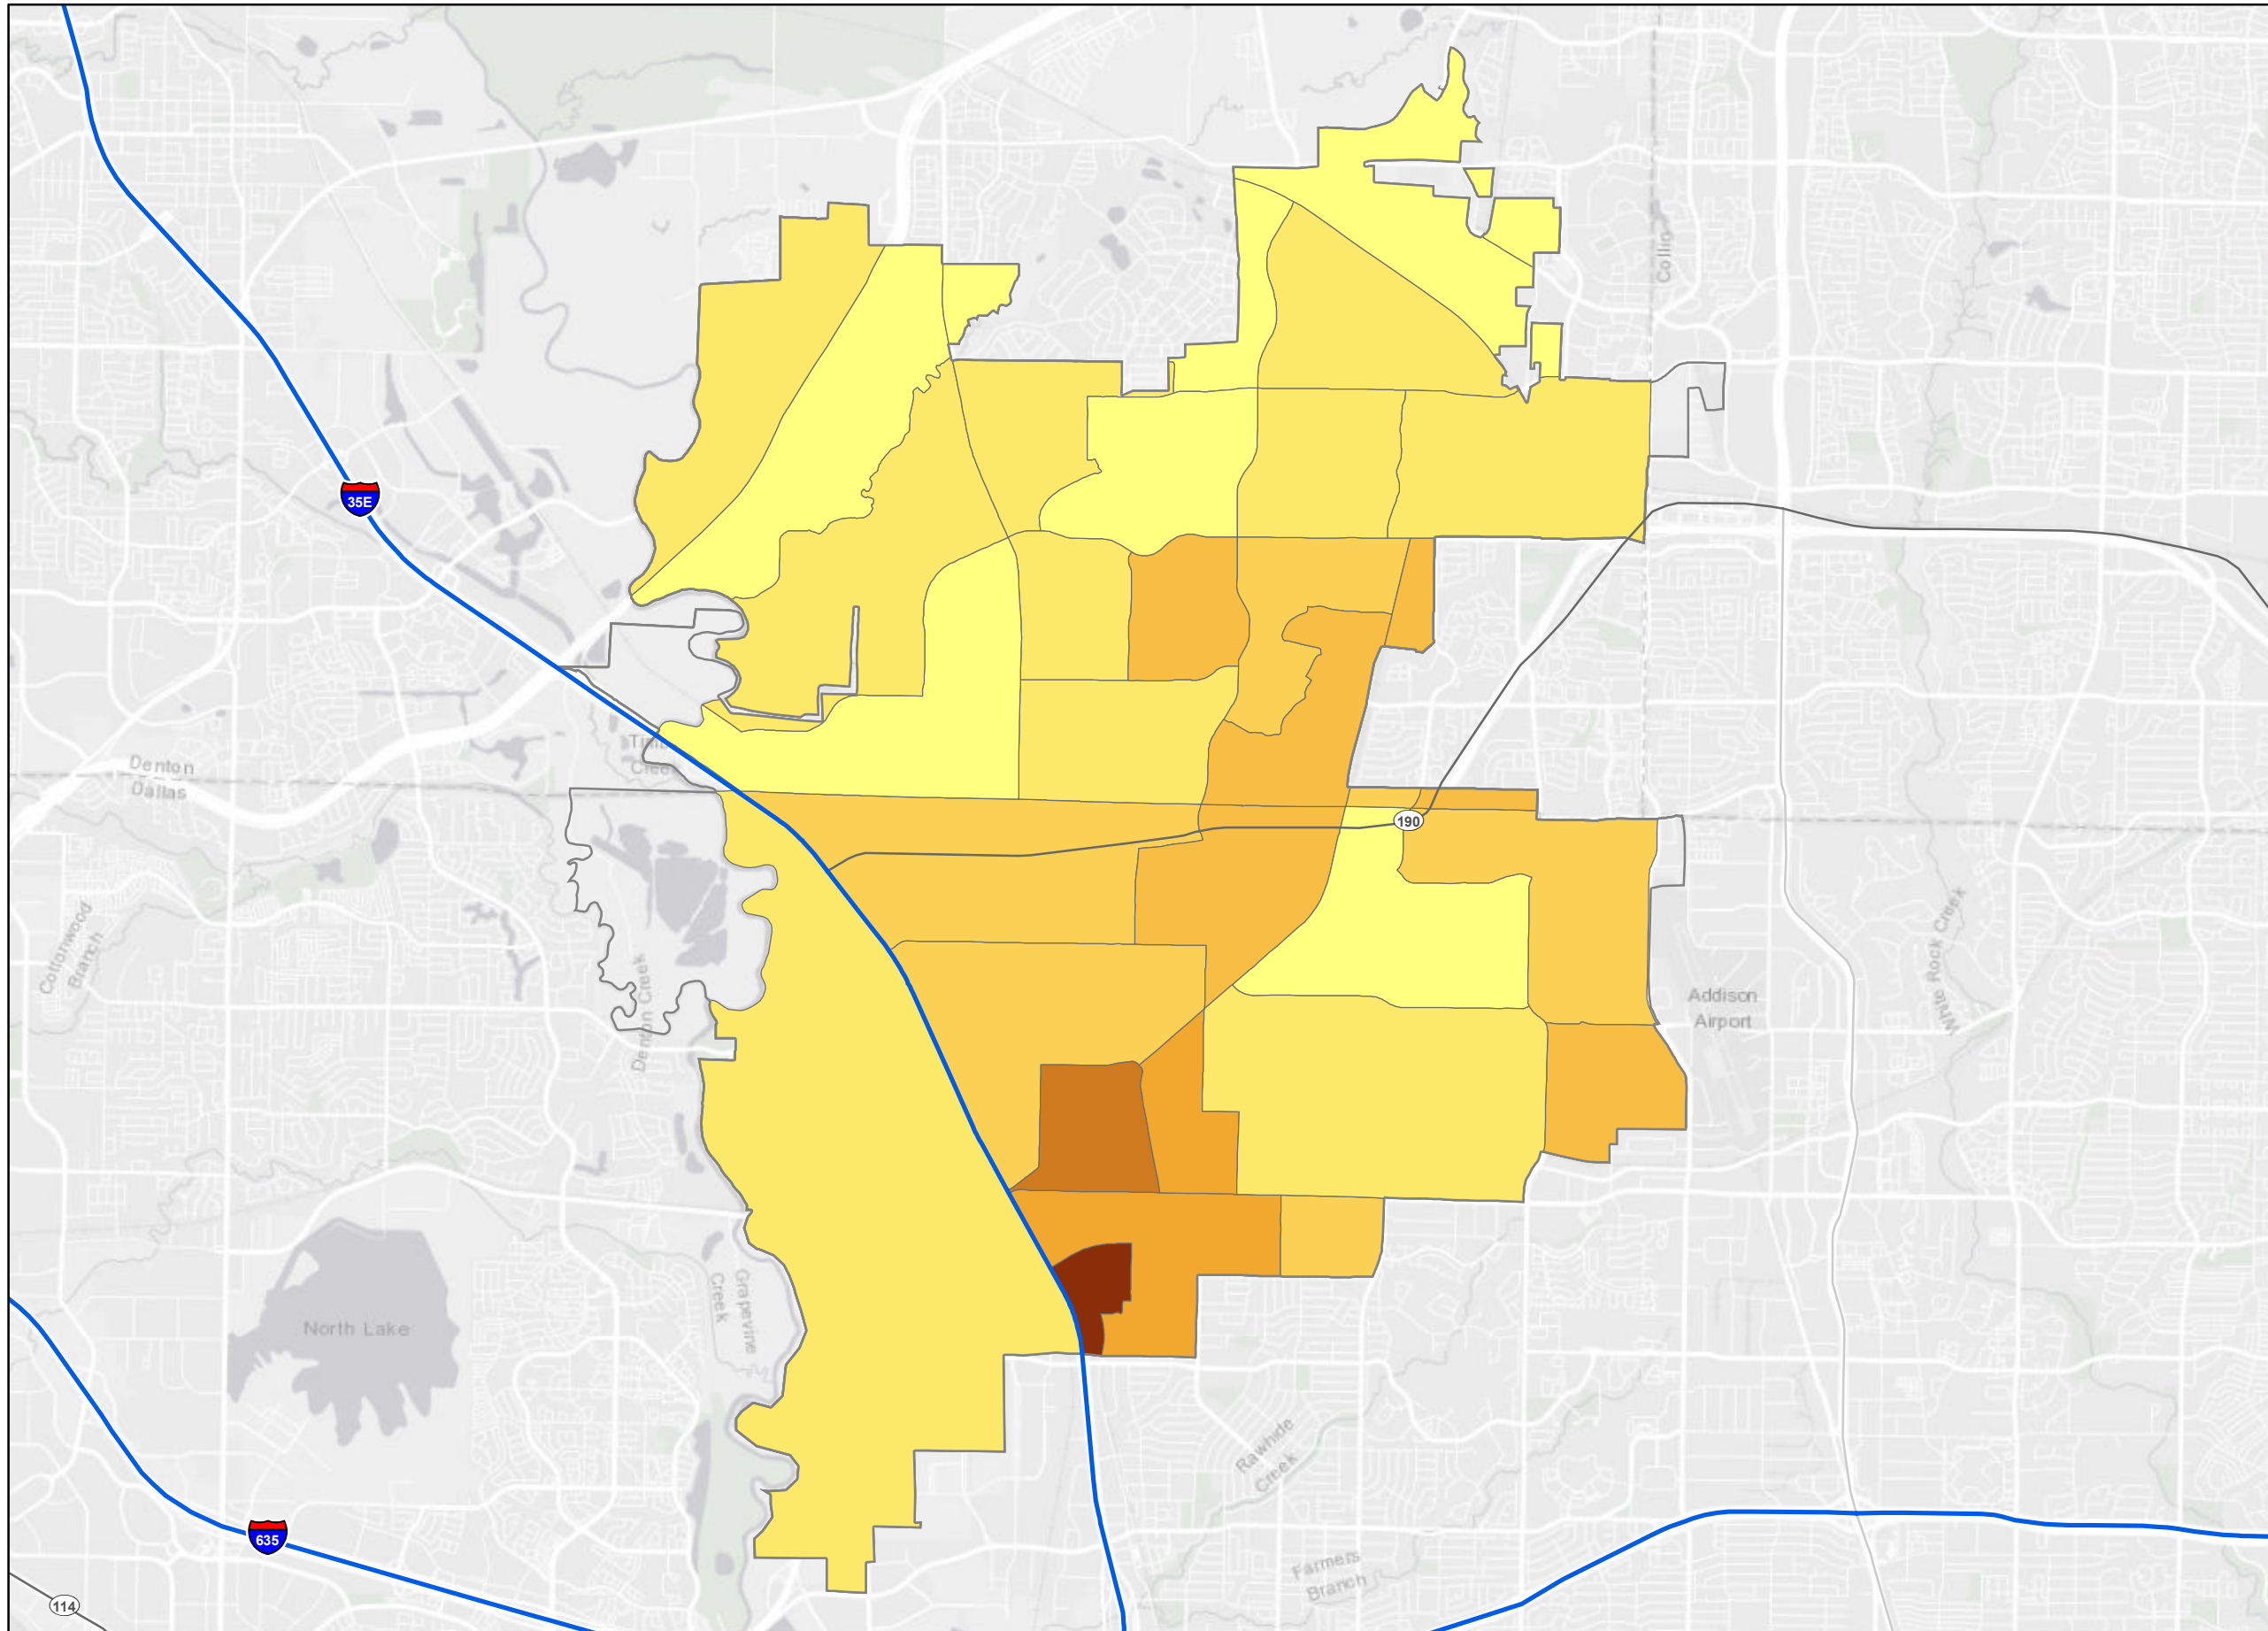 Collin
35E
Denton
Dallas
Creek
190
Cottonwood
Branch
Denton Creek
White Rock Creek
Addison
Airport
North Lake
Grapevine
Creek
Rawhide
Creek
635
Farmers
Branch
114